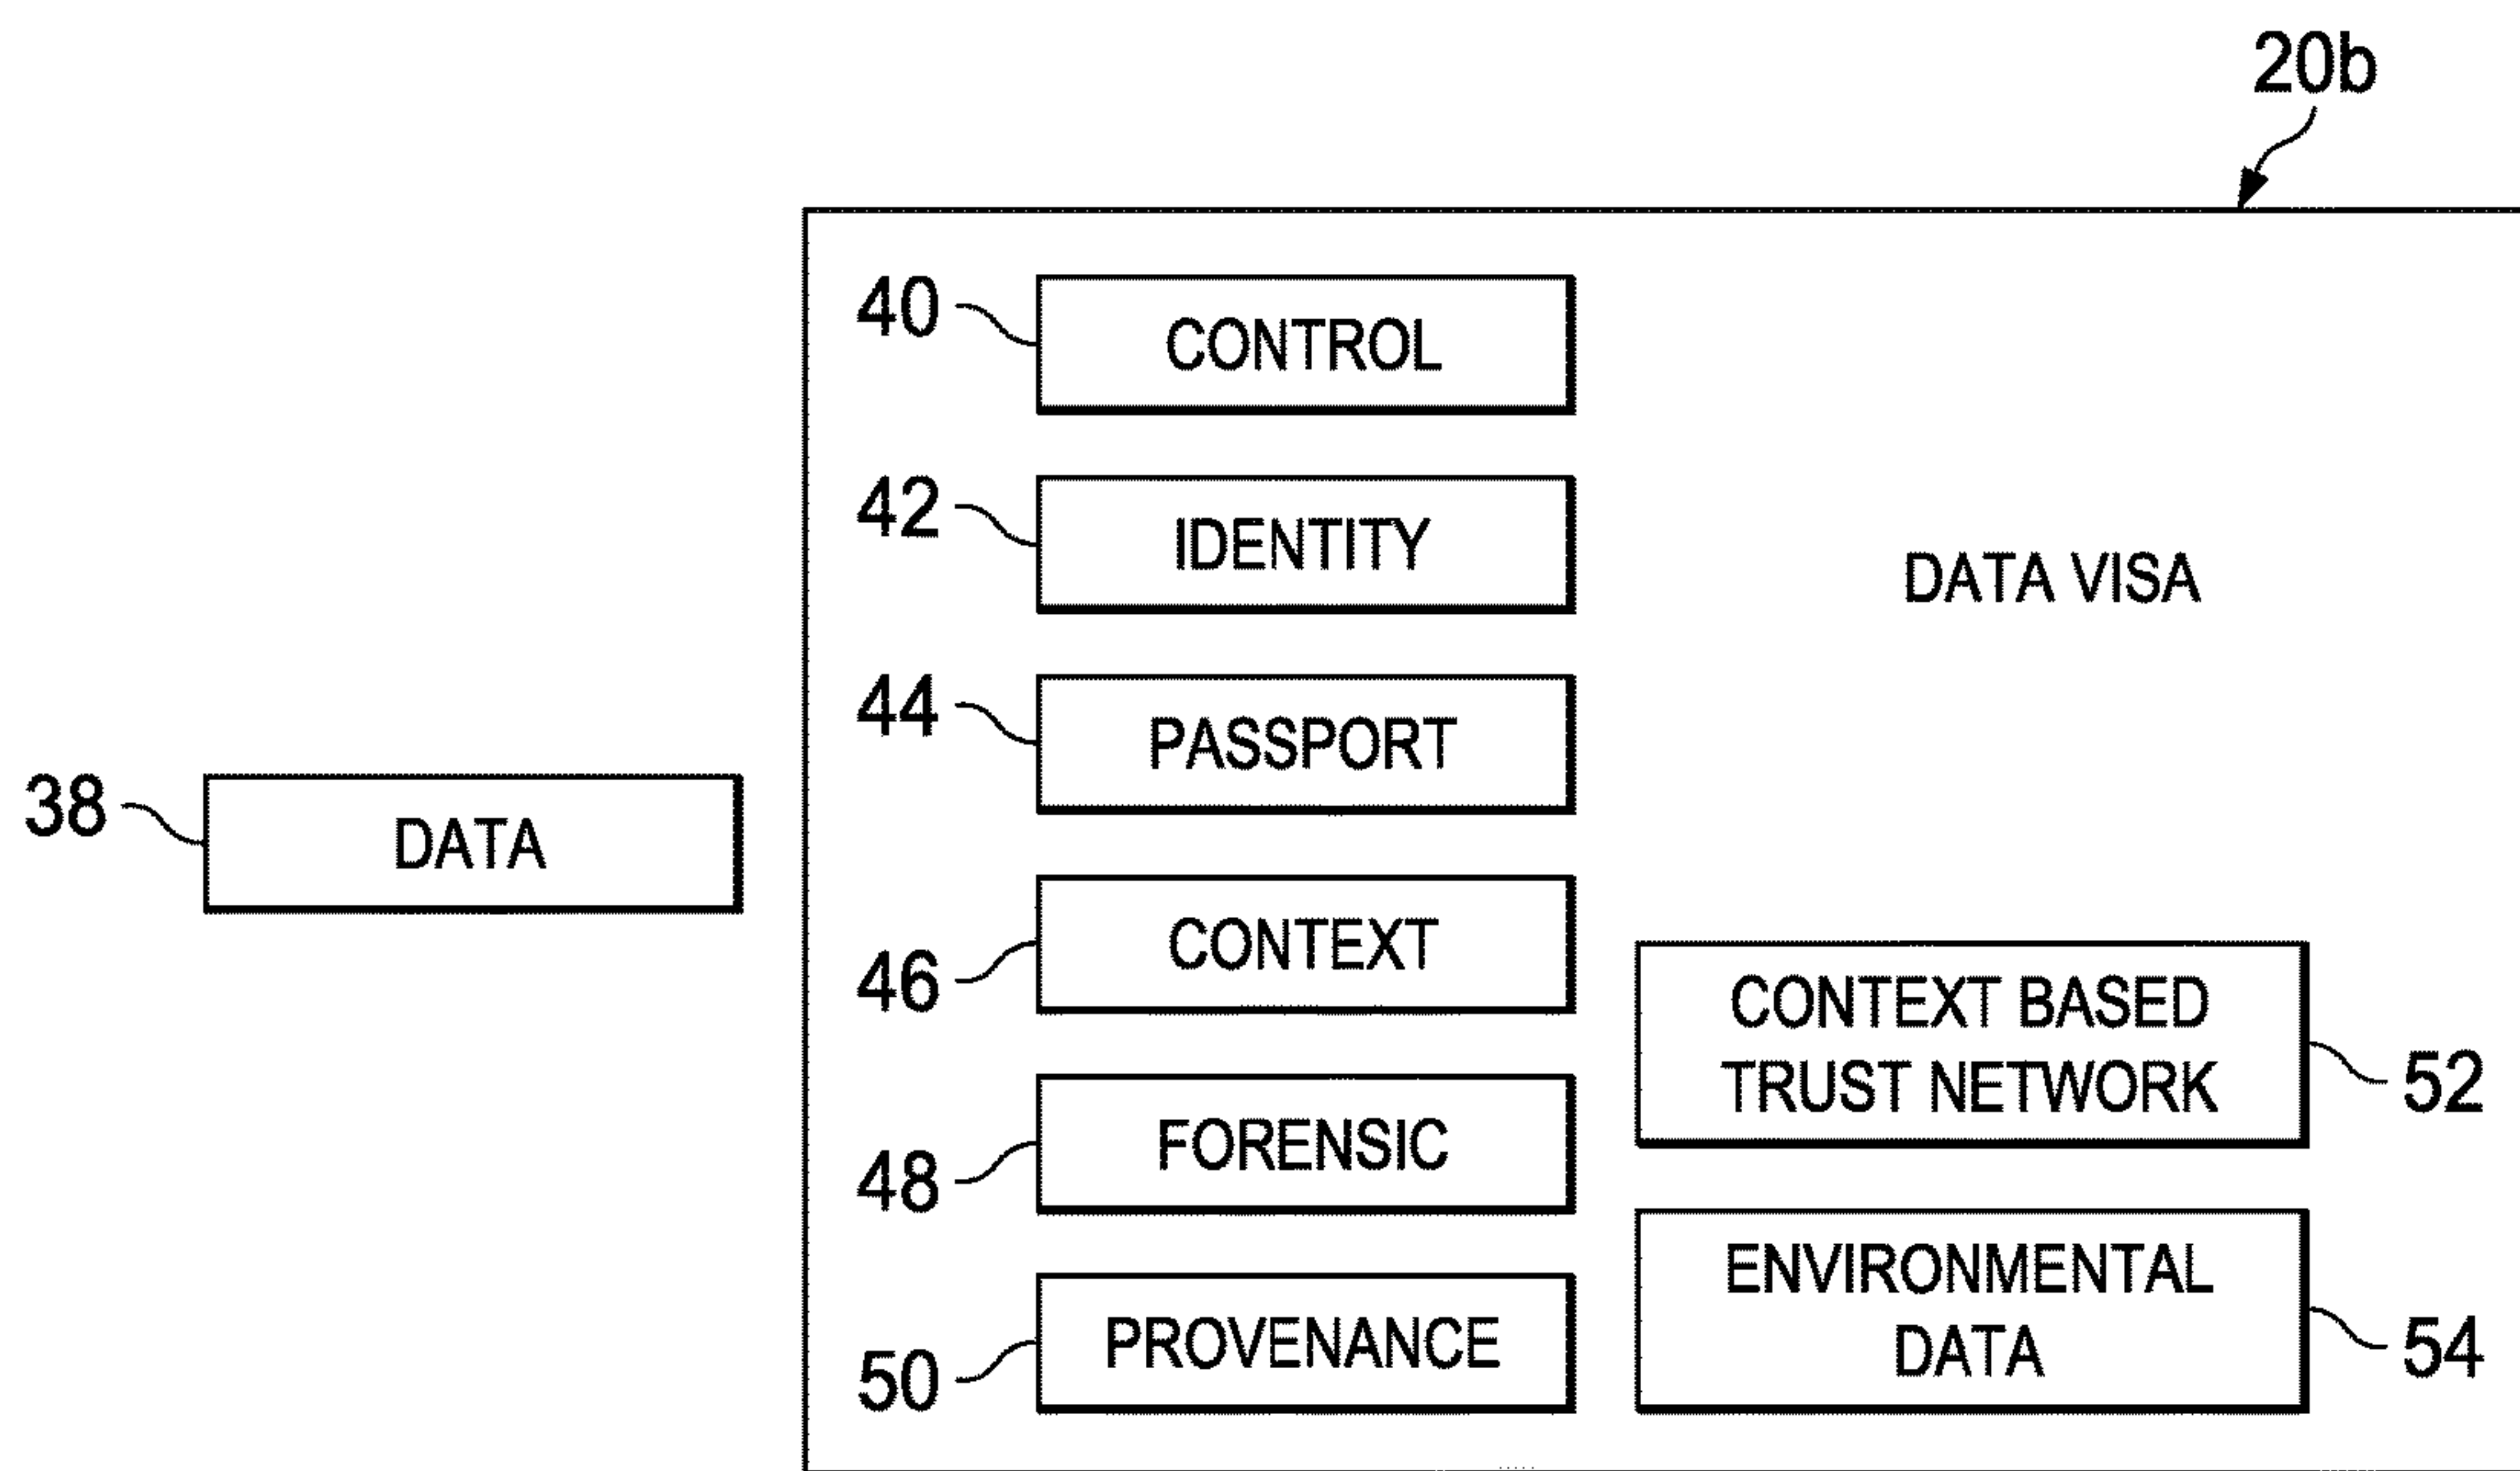 20b
40
CONTROL
42
IDENTITY
DATA VISA
44
PASSPORT
38
DATA
46
CONTEXT
CONTEXT BASED
TRUST NETWORK
52
48
FORENSIC
ENVIRONMENTAL
DATA
54
50
PROVENANCE